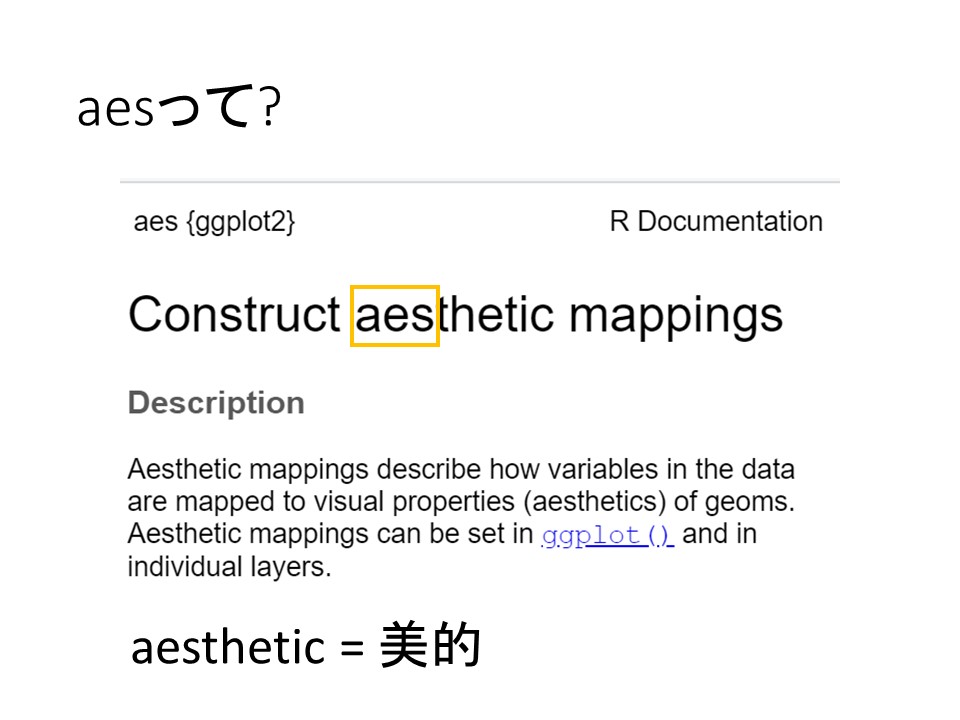 aesって?
aes {ggplot2} R Documentation
Construct aesthetic mappings
Description
Aesthetic mappings describe how variables in the data
are mapped to visual properties (aesthetics) of geoms.
Aesthetic mappings can be set in ggplot() and in
individual layers.
aesthetic = 美的